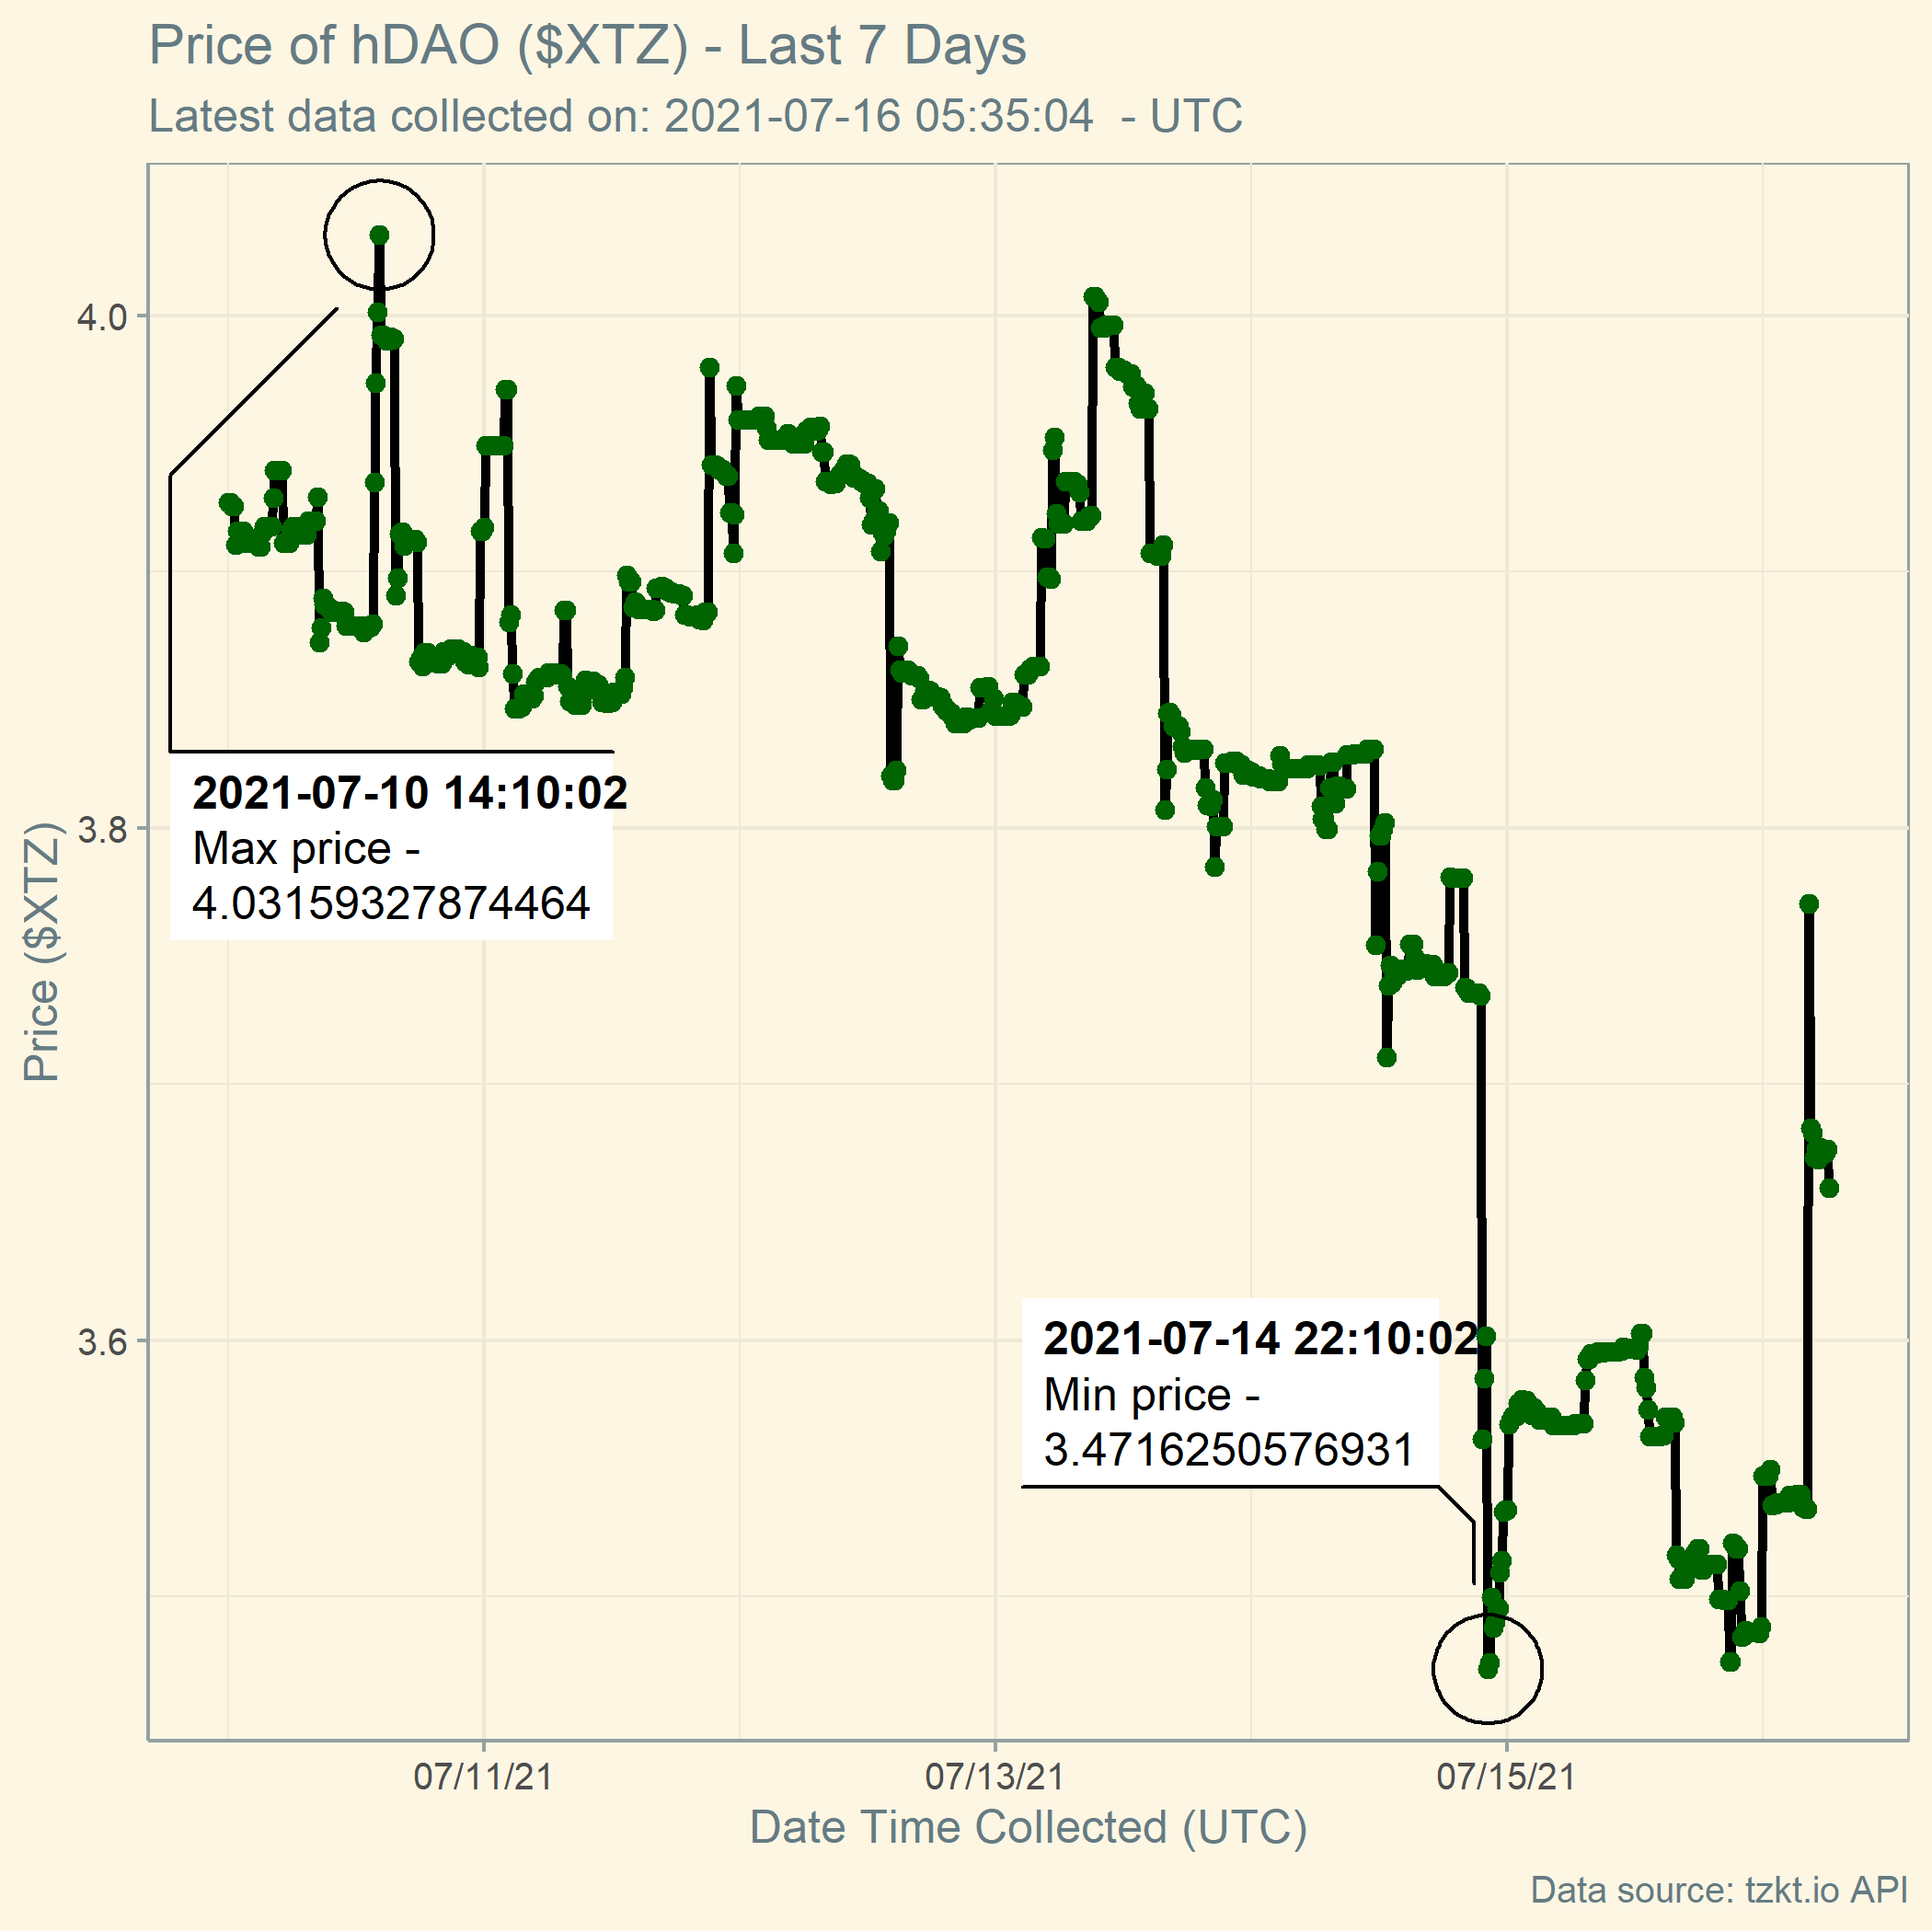 Price of hDAO ($XTZ) - Last 7 Days
Latest data collected on: 2021-07-16 05:35:04  - UTC
4.0
3.8
3.6
Price ($XTZ)
2021-07-10 14:10:02
Max price -
4.03159327874464
2021-07-14 22:10:02
Min price -
3.4716250576931
07/11/21
07/13/21
07/15/21
Date Time Collected (UTC)
Data source: tzkt.io API